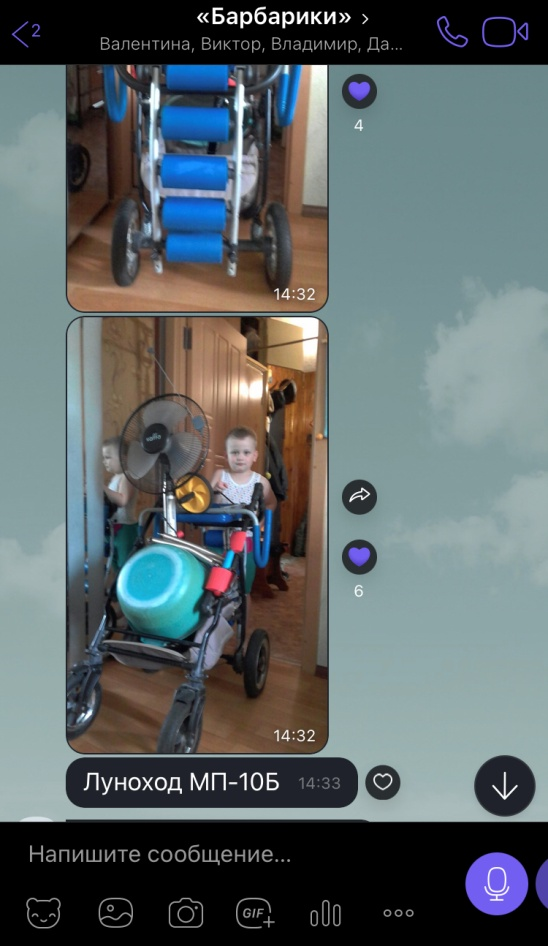 2
«Барбарики» >
Валентина, Виктор, Владимир, Да...
4
14:32
6
14:32
Луноход МП-10Б 14:33
Напишите сообщение...
GIF